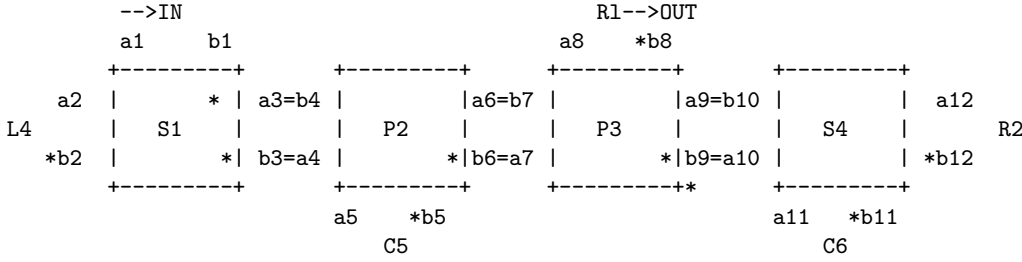 -->IN R1-->OUT
a1 b1 a8 *b8
+---------+ +---------+ +---------+ +---------+
a2 | * | a3=b4 | |a6=b7 | |a9=b10 | | a12
L4 | S1 | | P2 | | P3 | | S4 | R2
*b2 | *| b3=a4 | *|b6=a7 | *|b9=a10 | | *b12
+---------+ +---------+ +---------+* +---------+
a5 *b5 a11 *b11
C5 C6